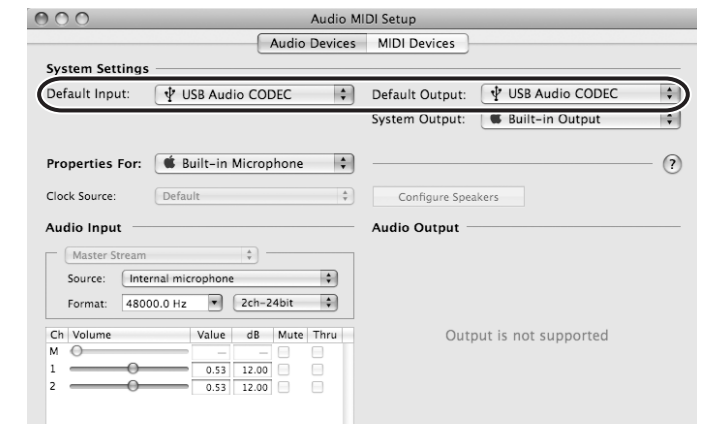 Audio MIDI Setup
Audio Devices MIDI Devices
System Settings
Default Input: USB Audio CODEC Default Output: USB Audio CODEC
System Output: Built-in Output
Properties For: Built-in Microphone ?
Clock Source: Default Configure Speakers
Audio Input Audio Output
Master Stream
Source: Internal microphone
Format: 48000.0 Hz 2ch-24bit
Ch Volume Value dB Mute Thru
Output is not supported
M — —
1 0.53 12.00
2 0.53 12.00